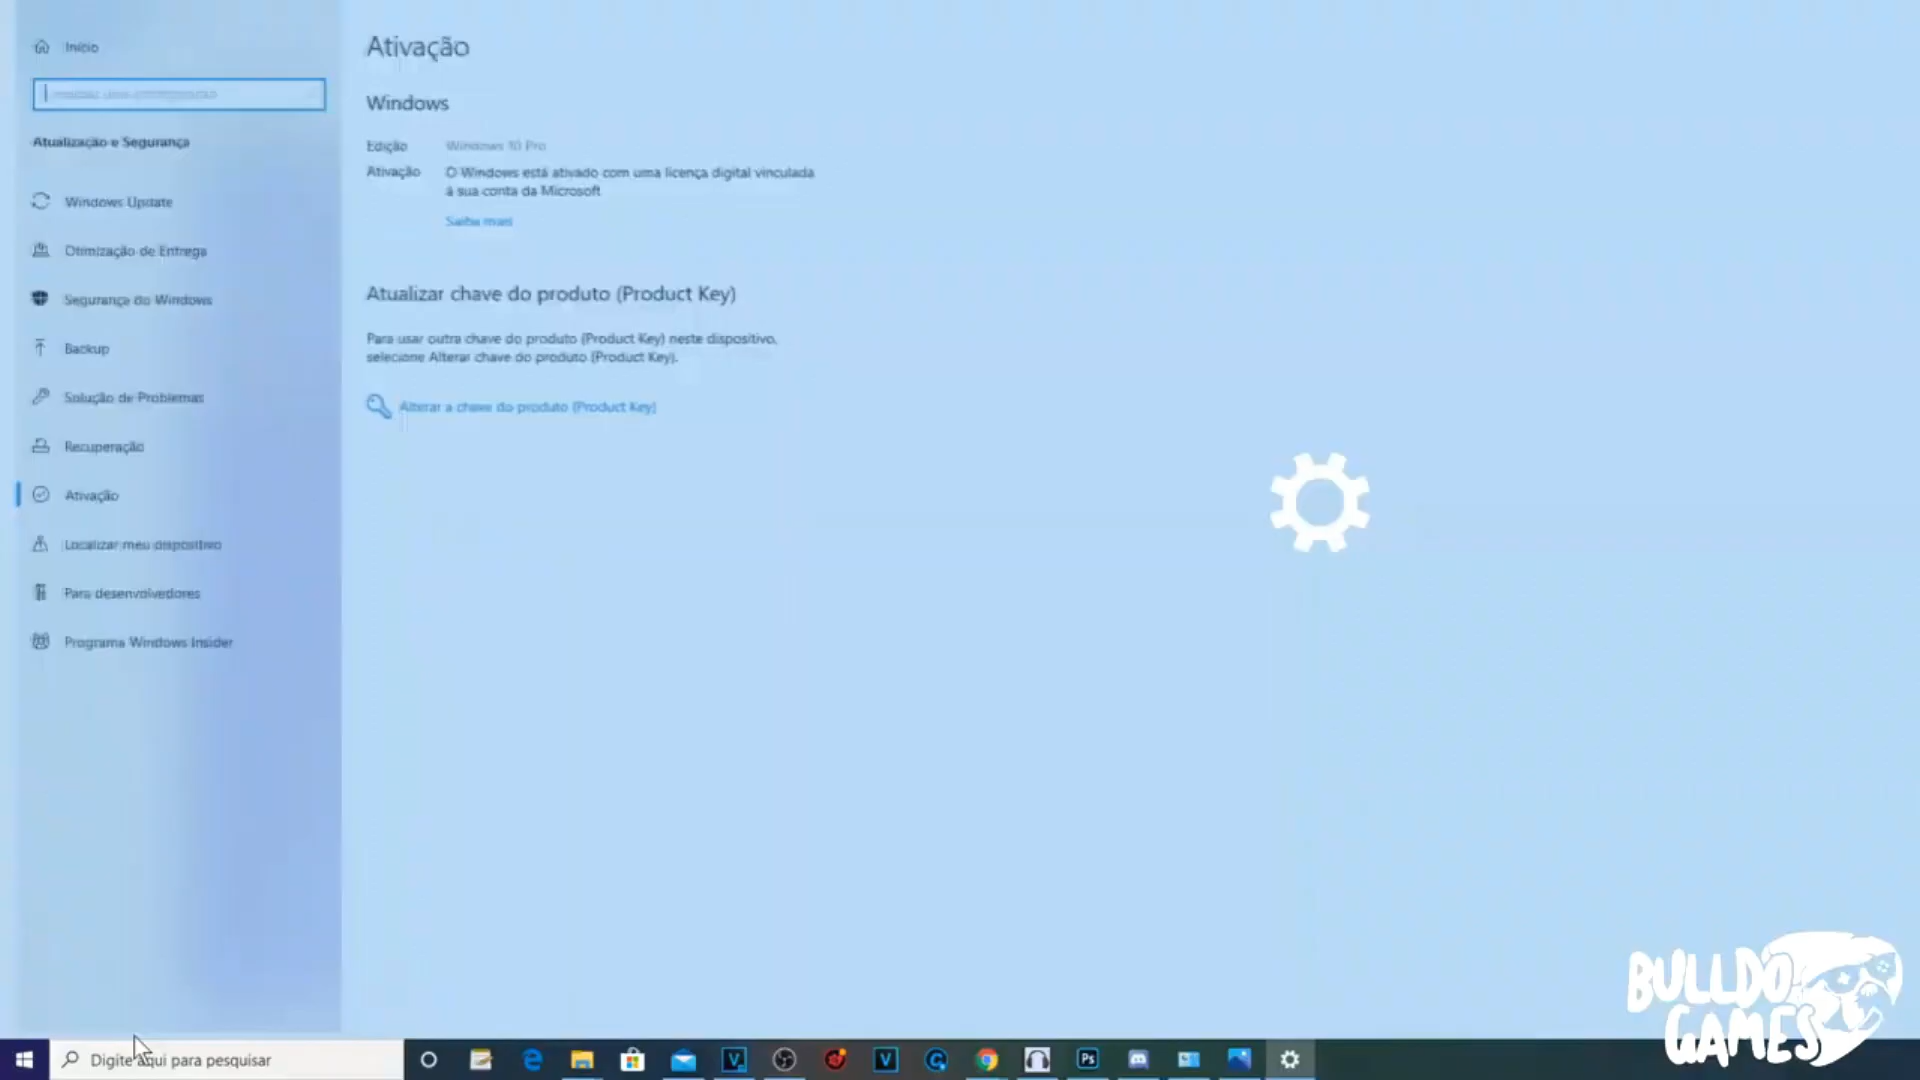 Início
Atualização e Segurança
Windows Update
Otimização de Entrega
Segurança do Windows
Backup
Solução de Problemas
Recuperação
Ativação
Localizar meu dispositivo
Para desenvolvedores
Programa Windows Insider
Ativação
Windows
Edição Windows 10 Pro
Ativação O Windows está ativado com uma licença digital vinculada
à sua conta da Microsoft
Saiba mais
Atualizar chave do produto (Product Key)
Para usar outra chave do produto (Product Key) neste dispositivo,
selecione Alterar chave do produto (Product Key).
Alterar a chave do produto (Product Key)
BULLDOG
GAMES
Digite aqui para pesquisar
Ps